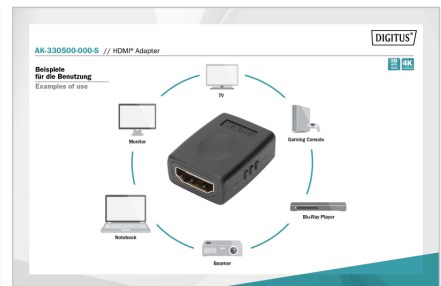 DIGITUS®
AK-330500-000-S // HDMI® Adapter
Beispiele
für die Benutzung
Examples of use
4K
TV
Monitor
Gaming Console
Notebook
Blu-Ray Player
Beamer